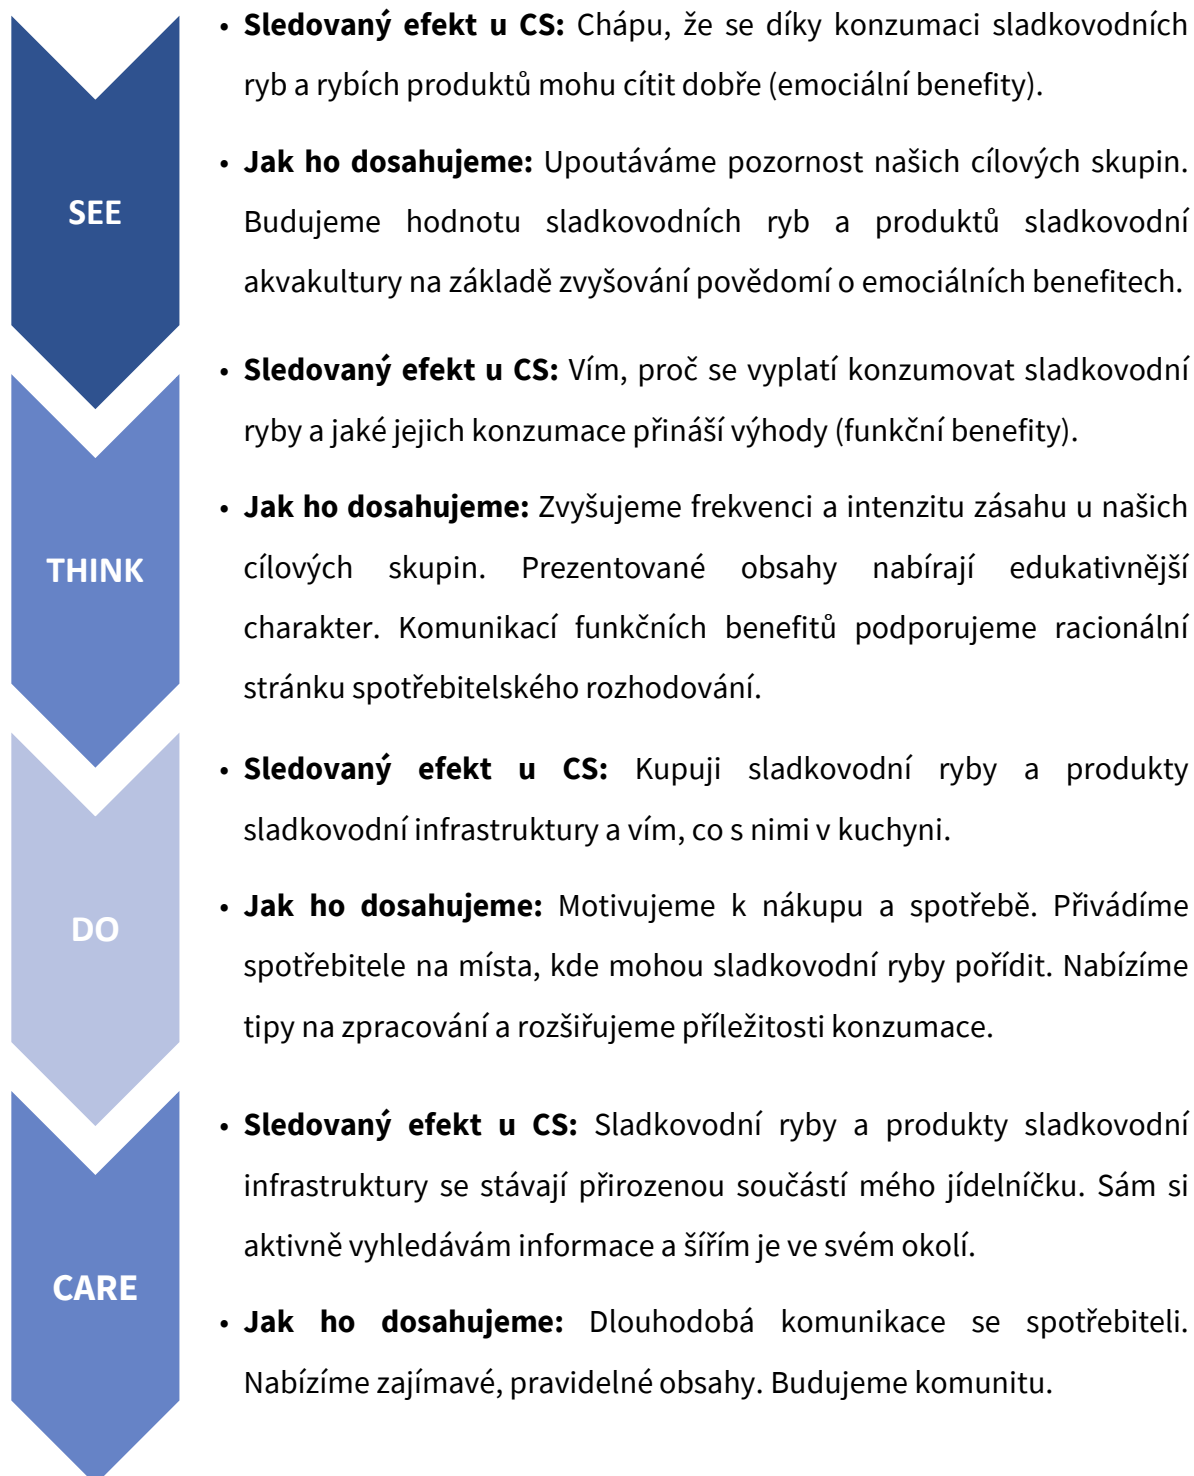 • Sledovaný efekt u CS: Chápu, že se díky konzumaci sladkovodních
ryb a rybích produktů mohu cítit dobře (emociální benefity).
• Jak ho dosahujeme: Upoutáváme pozornost našich cílových skupin.
SEE
Budujeme hodnotu sladkovodních ryb a produktů sladkovodní
akvakultury na základě zvyšování povědomí o emociálních benefitech.
• Sledovaný efekt u CS: Vím, proč se vyplatí konzumovat sladkovodní
ryby a jaké jejich konzumace přináší výhody (funkční benefity).
• Jak ho dosahujeme: Zvyšujeme frekvenci a intenzitu zásahu u našich
THINK
cílových skupin. Prezentované obsahy nabírají edukativnější
charakter. Komunikací funkčních benefitů podporujeme racionální
stránku spotřebitelského rozhodování.
• Sledovaný efekt u CS: Kupuji sladkovodní ryby a produkty
sladkovodní infrastruktury a vím, co s nimi v kuchyni.
• Jak ho dosahujeme: Motivujeme k nákupu a spotřebě. Přivádíme
DO
spotřebitele na místa, kde mohou sladkovodní ryby pořídit. Nabízíme
tipy na zpracování a rozšiřujeme příležitosti konzumace.
• Sledovaný efekt u CS: Sladkovodní ryby a produkty sladkovodní
infrastruktury se stávají přirozenou součástí mého jídelníčku. Sám si
aktivně vyhledávám informace a šířím je ve svém okolí.
CARE
• Jak ho dosahujeme: Dlouhodobá komunikace se spotřebiteli.
Nabízíme zajímavé, pravidelné obsahy. Budujeme komunitu.